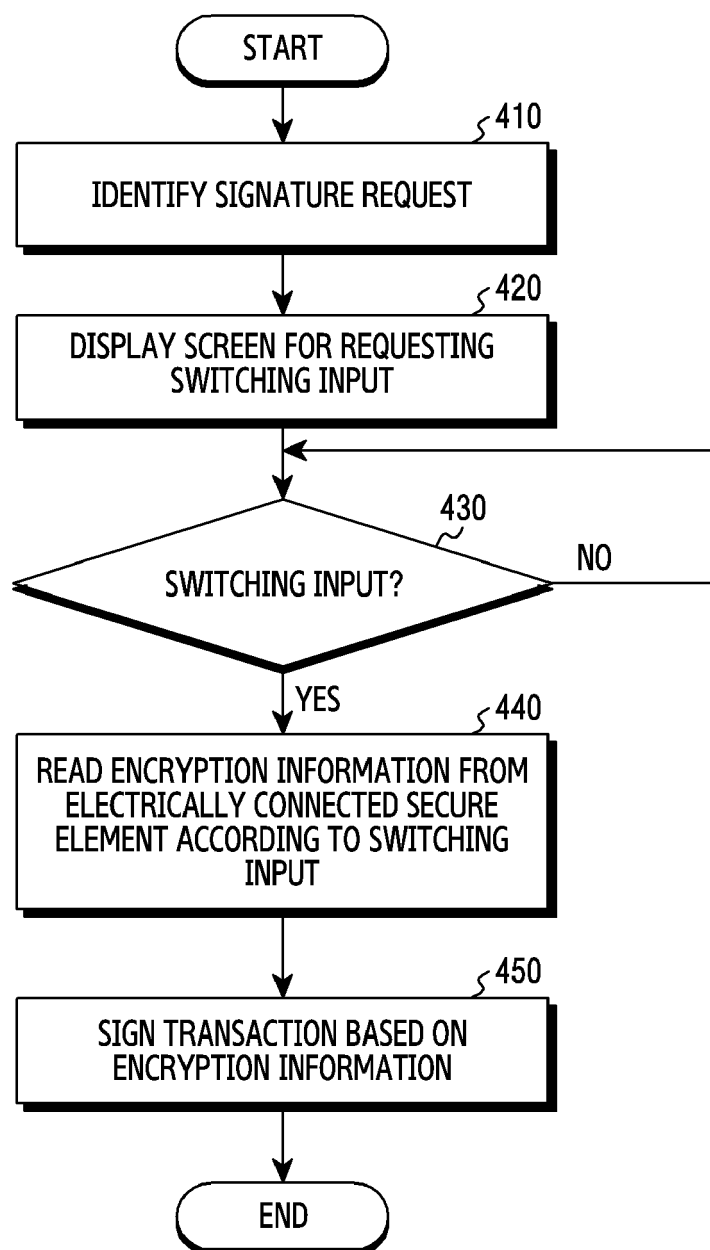 START
410
IDENTIFY SIGNATURE REQUEST
420
DISPLAY SCREEN FOR REQUESTING
SWITCHING INPUT
430
SWITCHING INPUT?
NO
YES
440
READ ENCRYPTION INFORMATION FROM
ELECTRICALLY CONNECTED SECURE
ELEMENT ACCORDING TO SWITCHING
INPUT
450
SIGN TRANSACTION BASED ON
ENCRYPTION INFORMATION
END